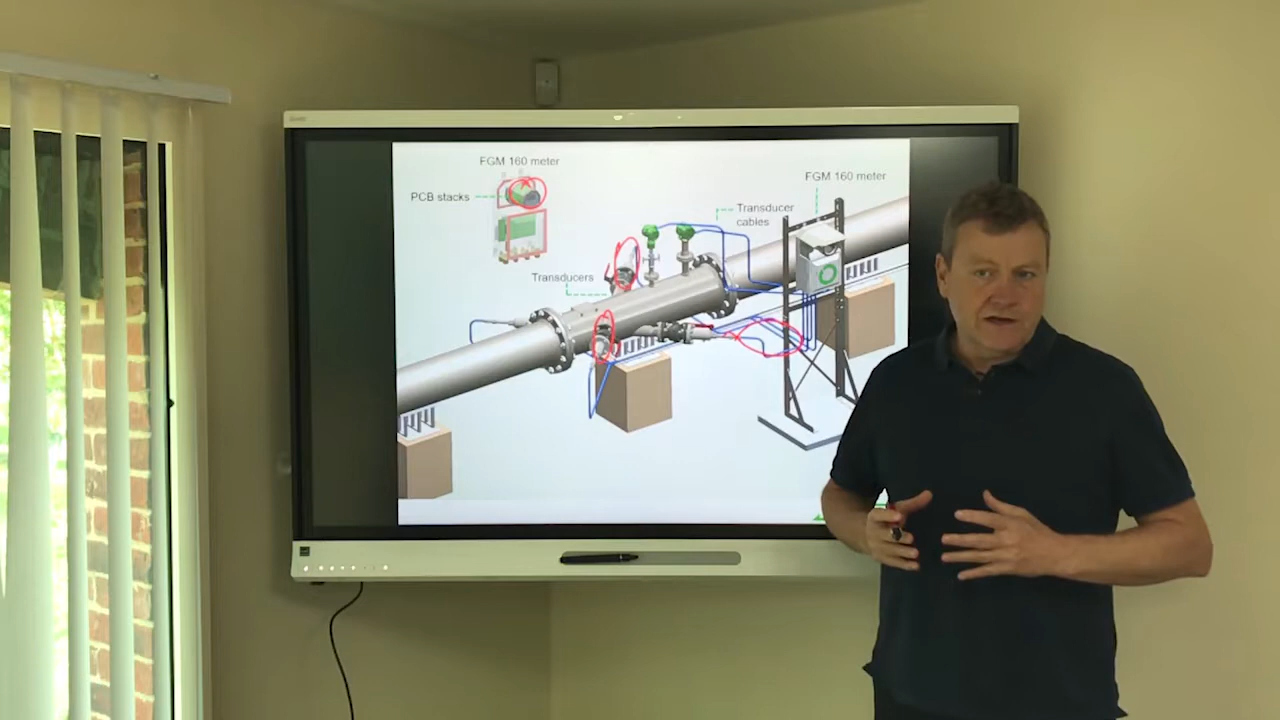 FGM 160 meter
PCB stacks
FGM 160 meter
Transducer
cables
Transducers